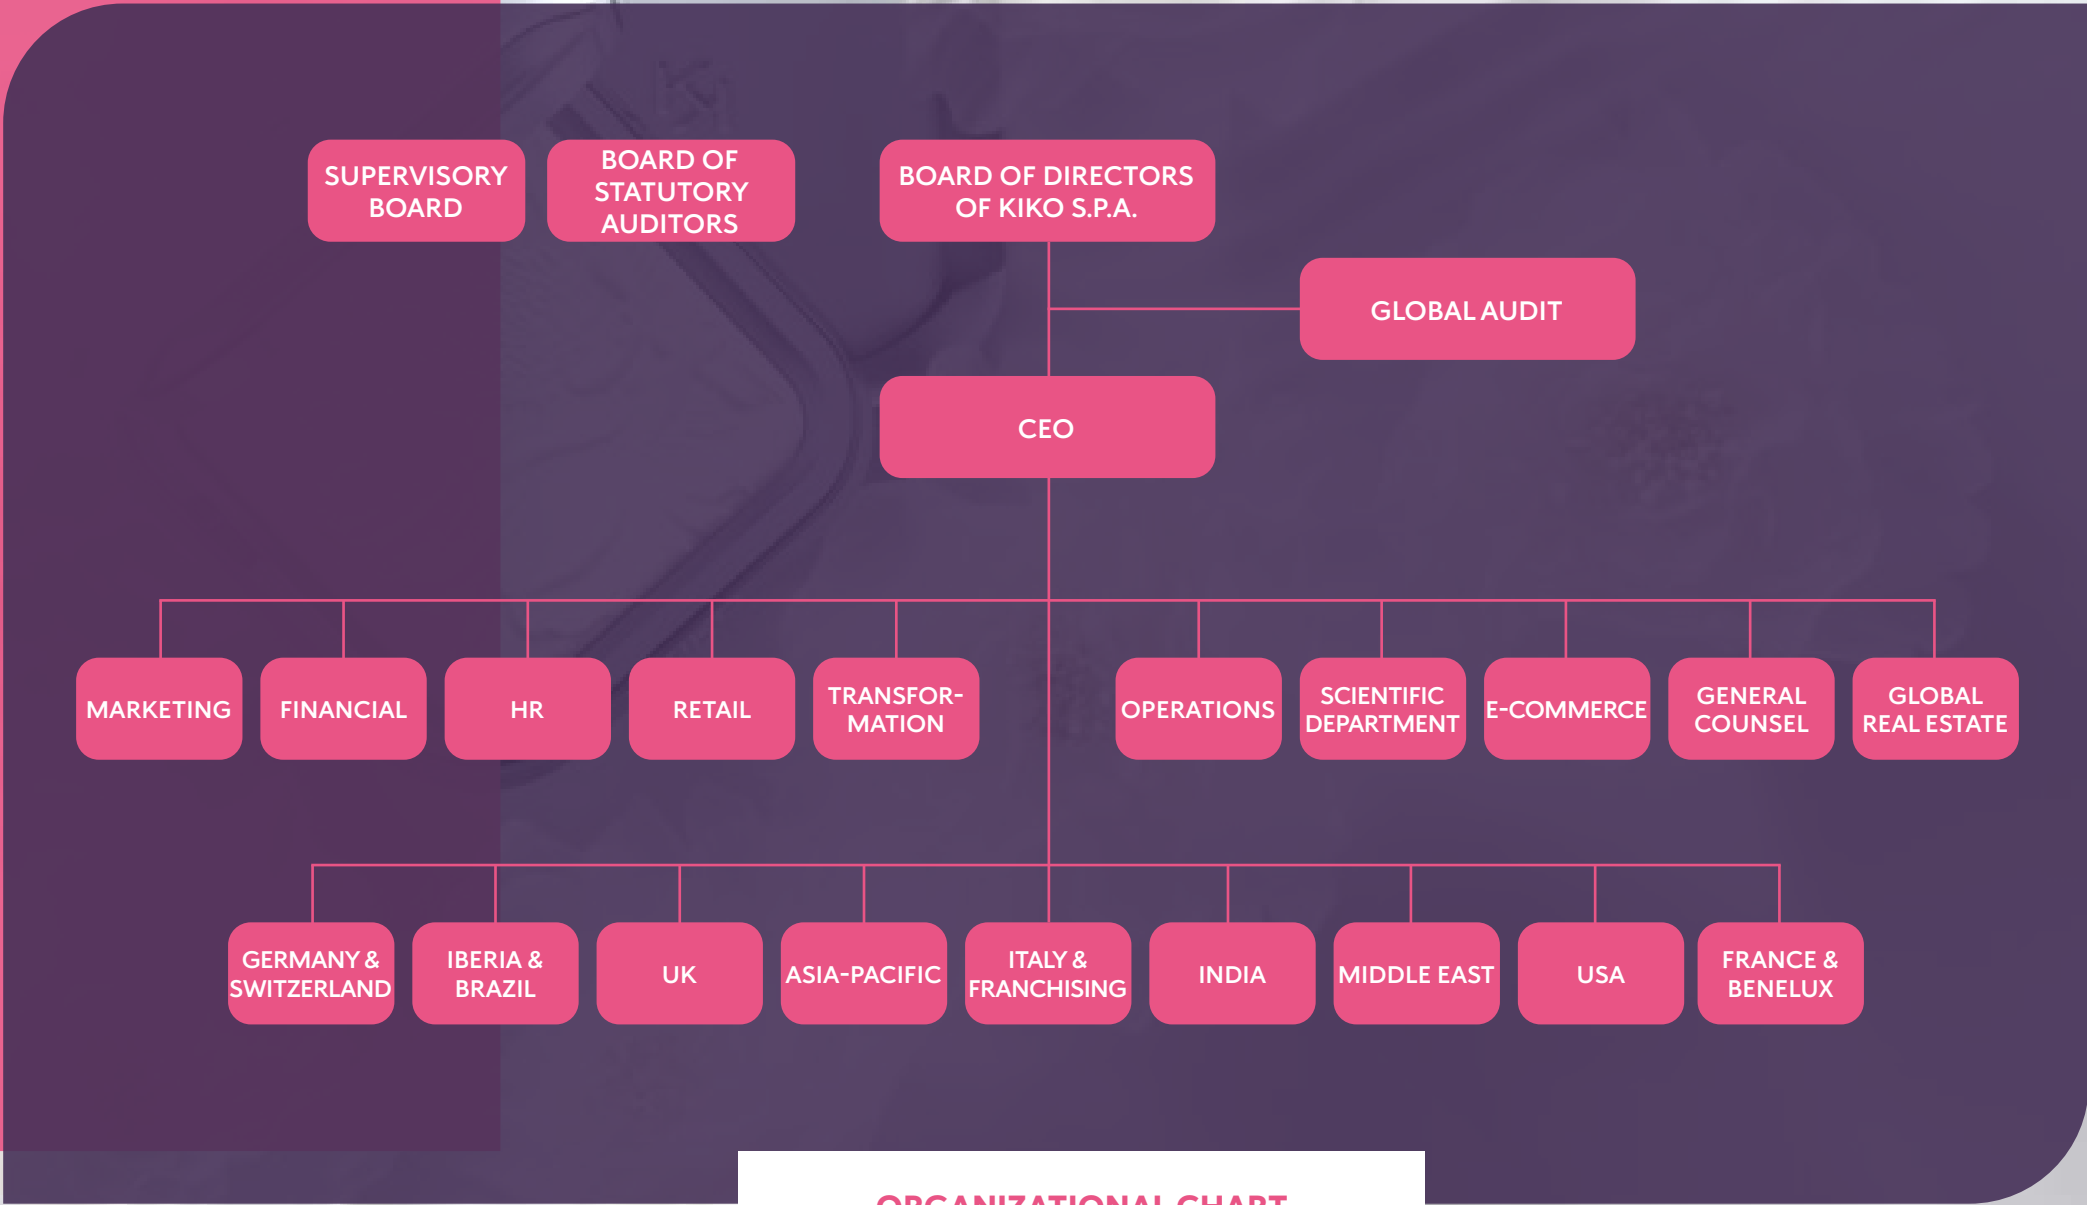 SUPERVISORY
BOARD
BOARD OF
STATUTORY
AUDITORS
BOARD OF DIRECTORS
OF KIKO S.P.A.
GLOBAL AUDIT
CEO
MARKETING
FINANCIAL
HR
RETAIL
TRANSFOR-
MATION
OPERATIONS
SCIENTIFIC
DEPARTMENT
E-COMMERCE
GENERAL
COUNSEL
GLOBAL
REAL ESTATE
GERMANY &
SWITZERLAND
IBERIA &
BRAZIL
UK
ASIA-PACIFIC
ITALY &
FRANCHISING
INDIA
MIDDLE EAST
USA
FRANCE &
BENELUX
ORGANIZATIONAL CHART